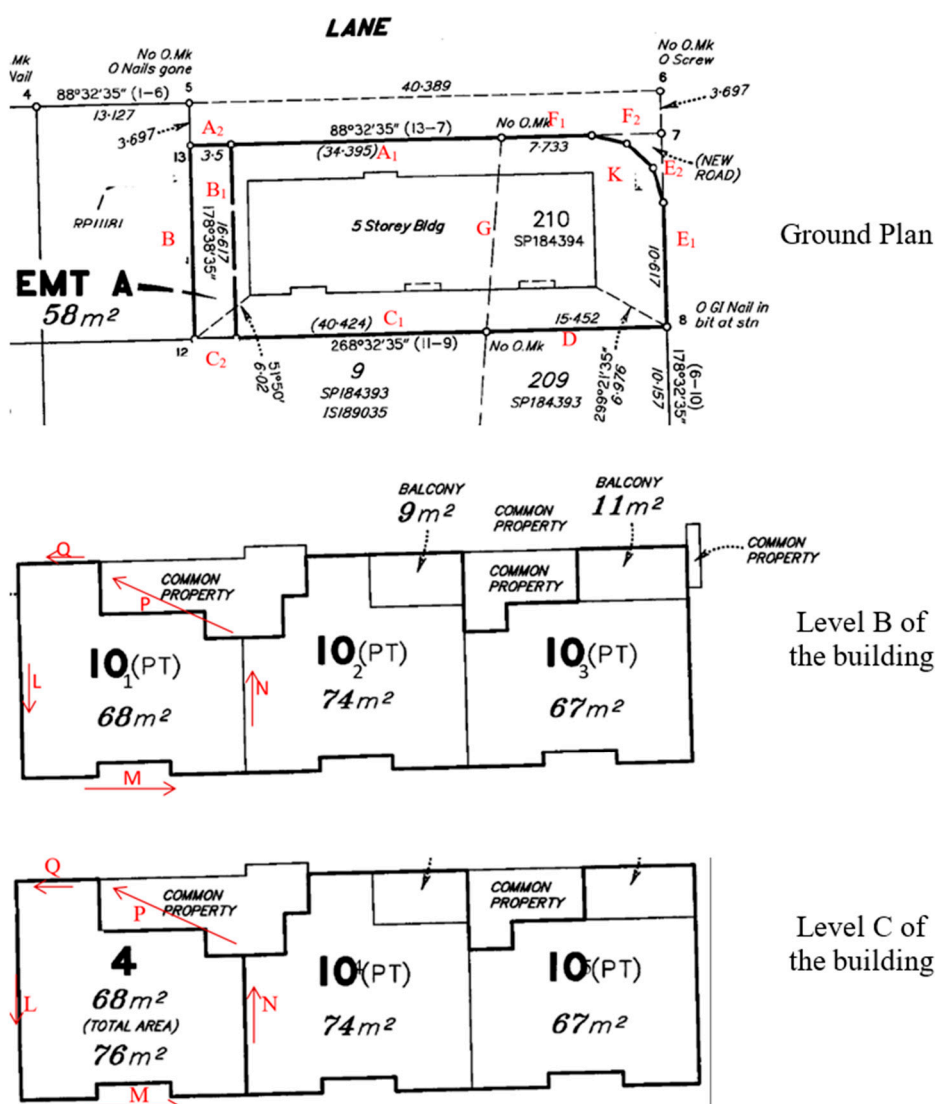 LANE
Mk
Nail
No O.Mk
O Nails gone
No O.Mk
O Screw
4
88°32'35" (1-6)
5
40·389
6
13·127
3·697
3·697
A2
88°32'35" (13-7)
No O.Mk
F1
F2
7
13
3·5
(34·395)
A1
7·733
(NEW
ROAD)
B1
K
E2
RP11181
B
16·617
178°38'35"
5 Storey Bldg
G
210
SP184394
E1
10·617
Ground Plan
EMT A
58m²
O GI Nail in
bit at stn
(40·424)
C1
15·452
8
12
C2
268°32'35" (11-9)
No O.Mk
D
51°50'
6·02
9
SP184393
IS189035
209
SP184393
299°21'35"
6·976
(6-10)
178°32'35"
10·157
BALCONY
9m²
COMMON
PROPERTY
BALCONY
11m²
COMMON
PROPERTY
Q
COMMON
PROPERTY
P
COMMON
PROPERTY
Level B of
the building
L
10₁(PT)
68m²
N
10₂(PT)
74m²
10₃(PT)
67m²
M
Q
COMMON
PROPERTY
P
COMMON
PROPERTY
Level C of
the building
L
4
68m²
(TOTAL AREA)
76m²
N
10₄(PT)
74m²
10₅(PT)
67m²
M